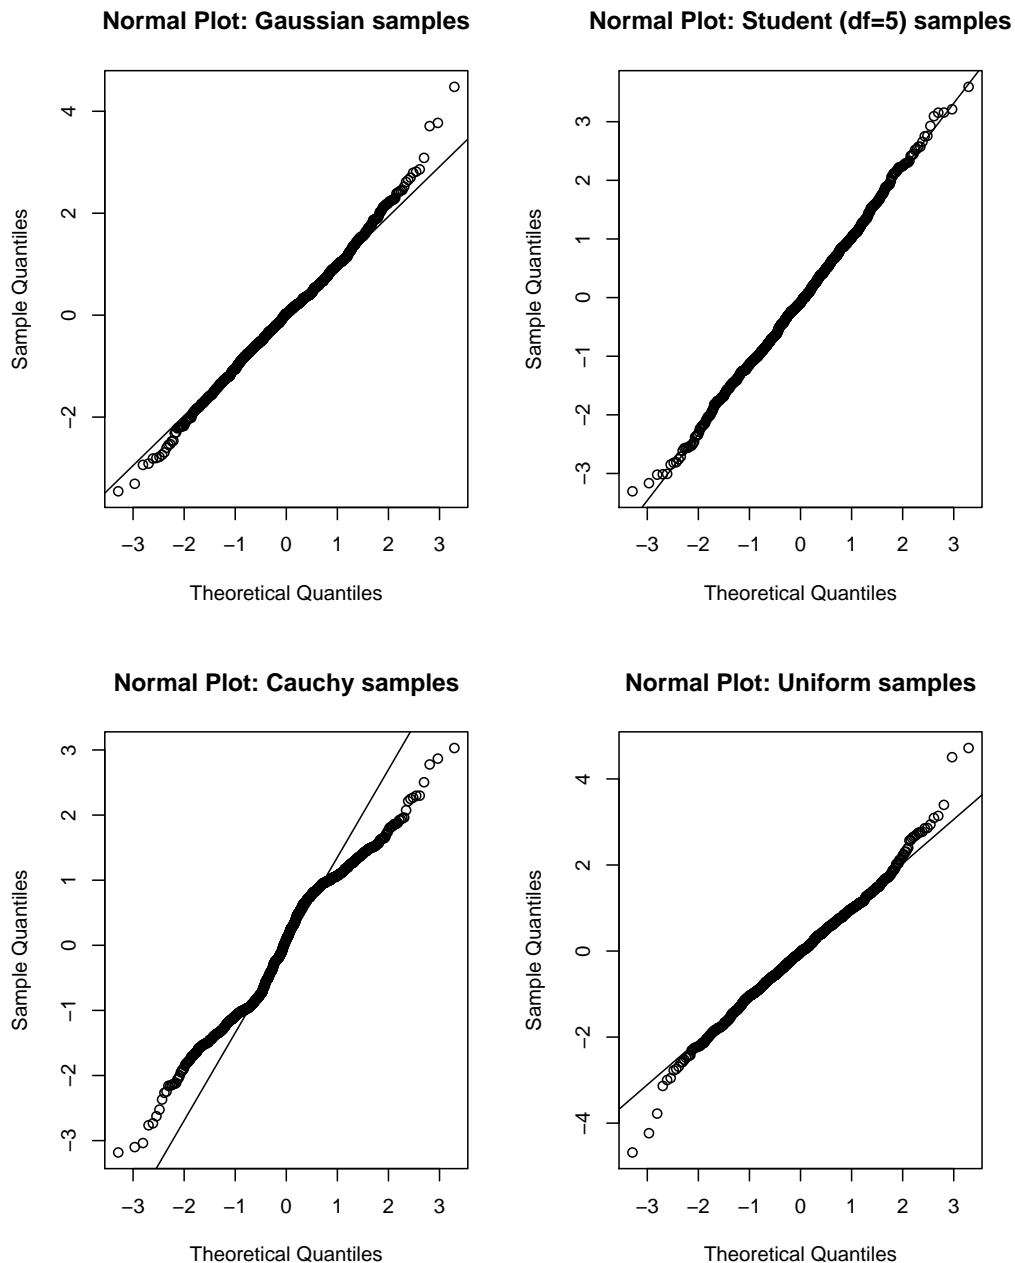 Normal Plot: Gaussian samples
Sample Quantiles
4
2
0
−2
−3 −2 −1 0 1 2 3
Theoretical Quantiles
Normal Plot: Student (df=5) samples
Sample Quantiles
3
2
1
0
−1
−2
−3
−3 −2 −1 0 1 2 3
Theoretical Quantiles
Normal Plot: Cauchy samples
Sample Quantiles
3
2
1
0
−1
−2
−3
−3 −2 −1 0 1 2 3
Theoretical Quantiles
Normal Plot: Uniform samples
Sample Quantiles
4
2
0
−2
−4
−3 −2 −1 0 1 2 3
Theoretical Quantiles